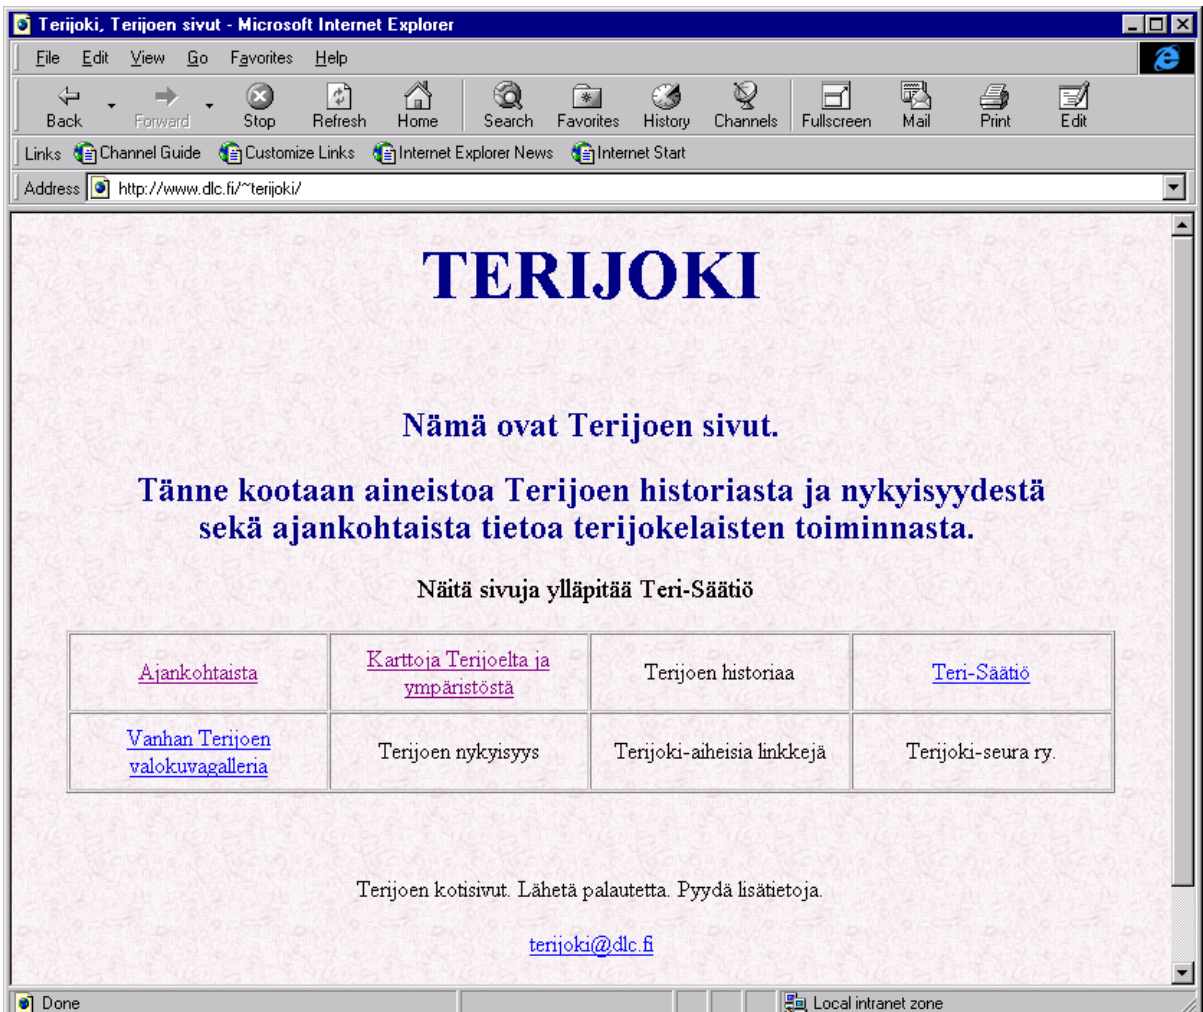 Terijoki, Terijoen sivut - Microsoft Internet Explorer
File Edit View Go Favorites Help
Back Forward Stop Refresh Home Search Favorites History Channels Fullscreen Mail Print Edit
Links Channel Guide Customize Links Internet Explorer News Internet Start
Address http://www.dlc.fi/~terijoki/
TERIJOKI
Nämä ovat Terijoen sivut.
Tänne kootaan aineistoa Terijoen historiasta ja nykyisyydestä
sekä ajankohtaista tietoa terijokelaisten toiminnasta.
Näitä sivuja ylläpitää Teri-Säätiö
Ajankohtaista
Karttoja Terijoelta ja
ympäristöstä
Terijoen historiaa
Teri-Säätiö
Vanhan Terijoen
valokuvagalleria
Terijoen nykyisyys
Terijoki-aiheisia linkkejä
Terijoki-seura ry.
Terijoen kotisivut. Lähetä palautetta. Pyydä lisätietoja.
terijoki@dlc.fi
Done Local intranet zone